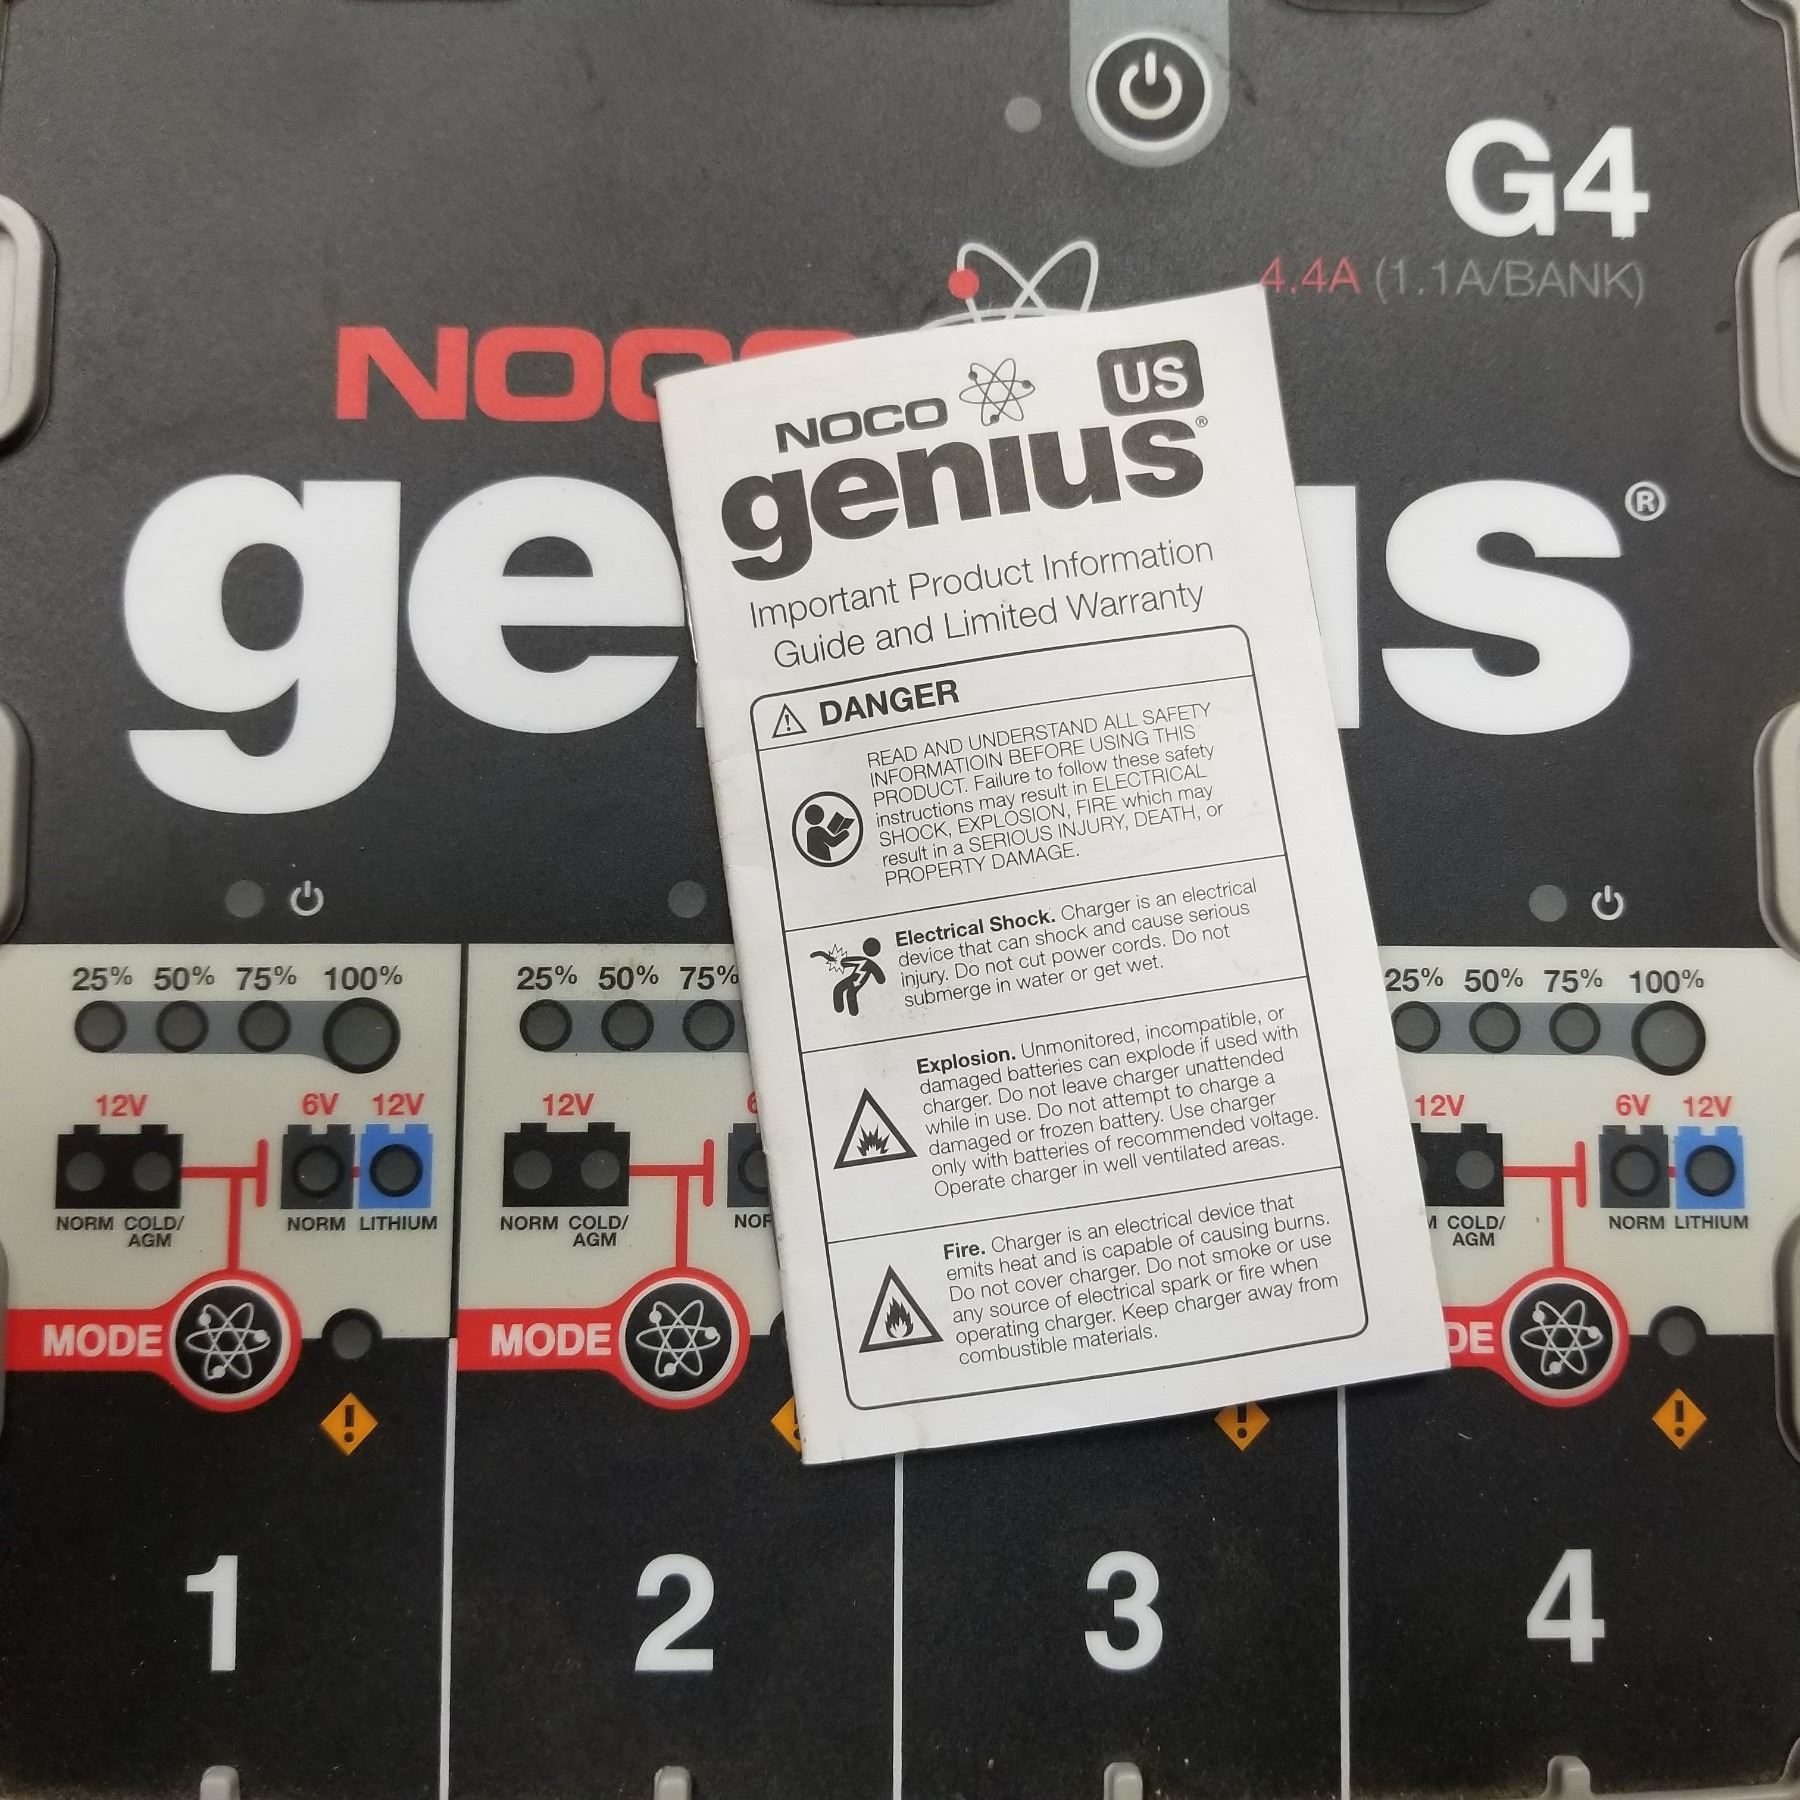 G4
4.4A (1.1A/BANK)
NOCO
genius®
NOCO
US
genius®
Important Product Information
Guide and Limited Warranty
DANGER
READ AND UNDERSTAND ALL SAFETY
INFORMATIOIN BEFORE USING THIS
PRODUCT. Failure to follow these safety
instructions may result in ELECTRICAL
SHOCK, EXPLOSION, FIRE which may
result in a SERIOUS INJURY, DEATH, or
PROPERTY DAMAGE.
Electrical Shock. Charger is an electrical
device that can shock and cause serious
injury. Do not cut power cords. Do not
submerge in water or get wet.
Explosion. Unmonitored, incompatible, or
damaged batteries can explode if used with
charger. Do not leave charger unattended
while in use. Do not attempt to charge a
damaged or frozen battery. Use charger
only with batteries of recommended voltage.
Operate charger in well ventilated areas.
Fire. Charger is an electrical device that
emits heat and is capable of causing burns.
Do not cover charger. Do not smoke or use
any source of electrical spark or fire when
operating charger. Keep charger away from
combustible materials.
25% 50% 75% 100%
12V 6V 12V
NORM COLD/ NORM LITHIUM
AGM
MODE
1
25% 50% 75%
12V 6
NORM COLD/ NOR
AGM
MODE
2
3
25% 50% 75% 100%
12V 6V 12V
M COLD/ NORM LITHIUM
AGM
DE
4